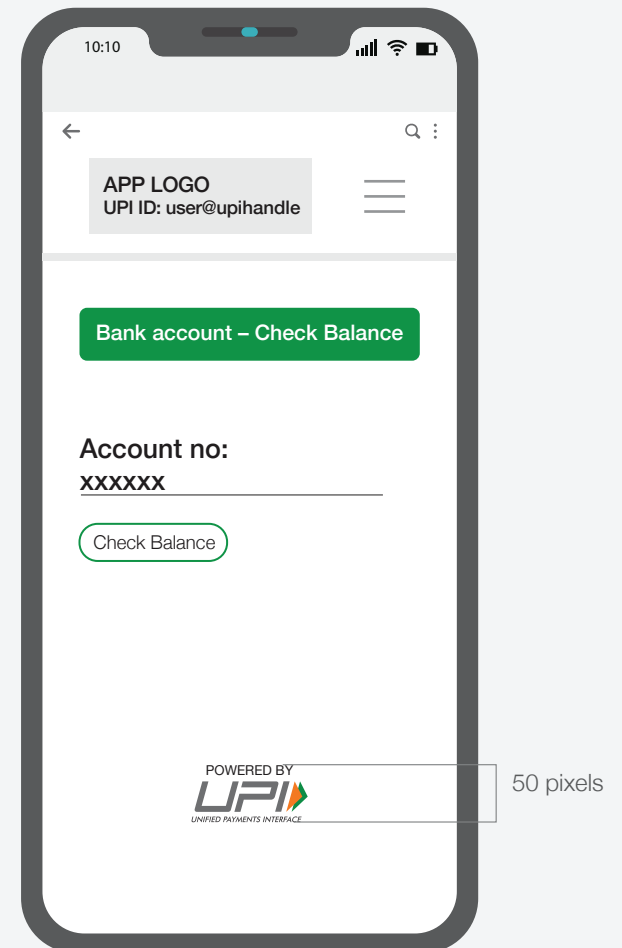 10:10
APP LOGO
UPI ID: user@upihandle
Bank account – Check Balance
Account no:
xxxxxx
Check Balance
POWERED BY
UPI
UNIFIED PAYMENTS INTERFACE
50 pixels